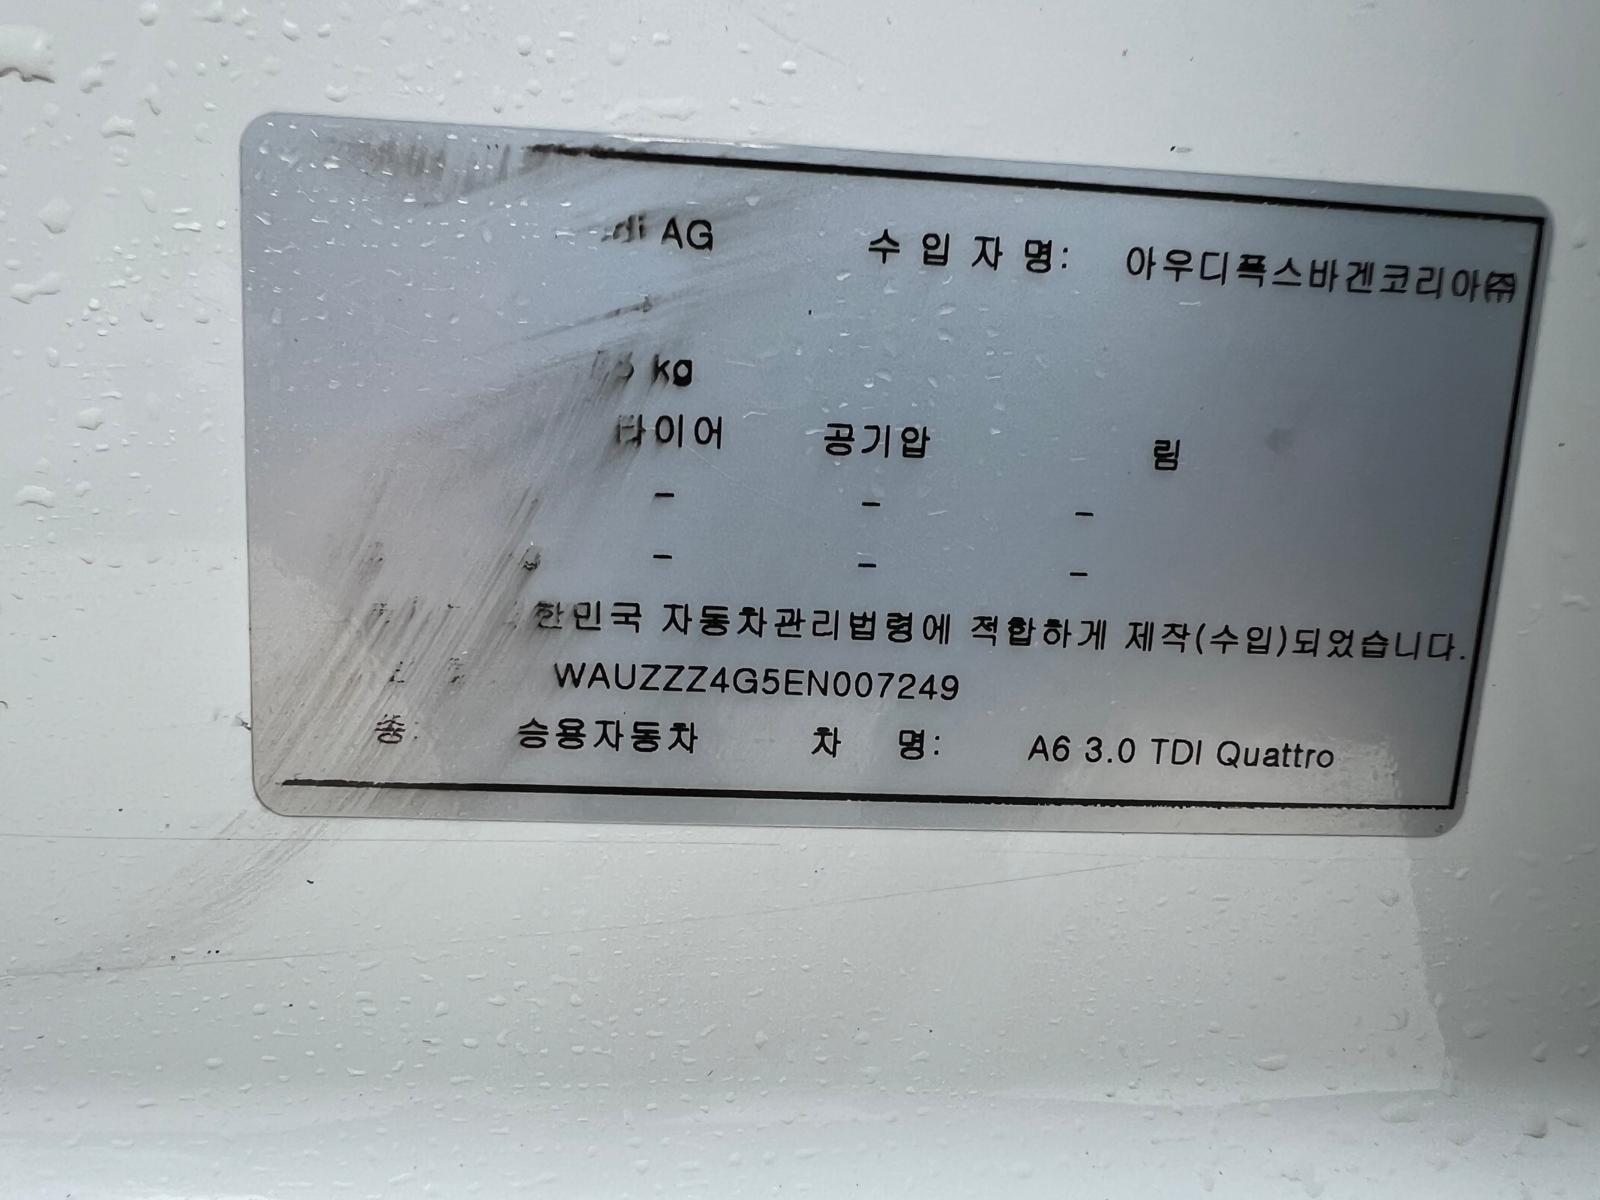 AG 수 입 자 명: 아우디폭스바겐코리아㈜
kg
타이어 공기압 림
– – –
– – –
한민국 자동차관리법령에 적합하게 제작(수입)되었습니다.
WAUZZZ4G5EN007249
종: 승용자동차 차 명: A6 3.0 TDI Quattro